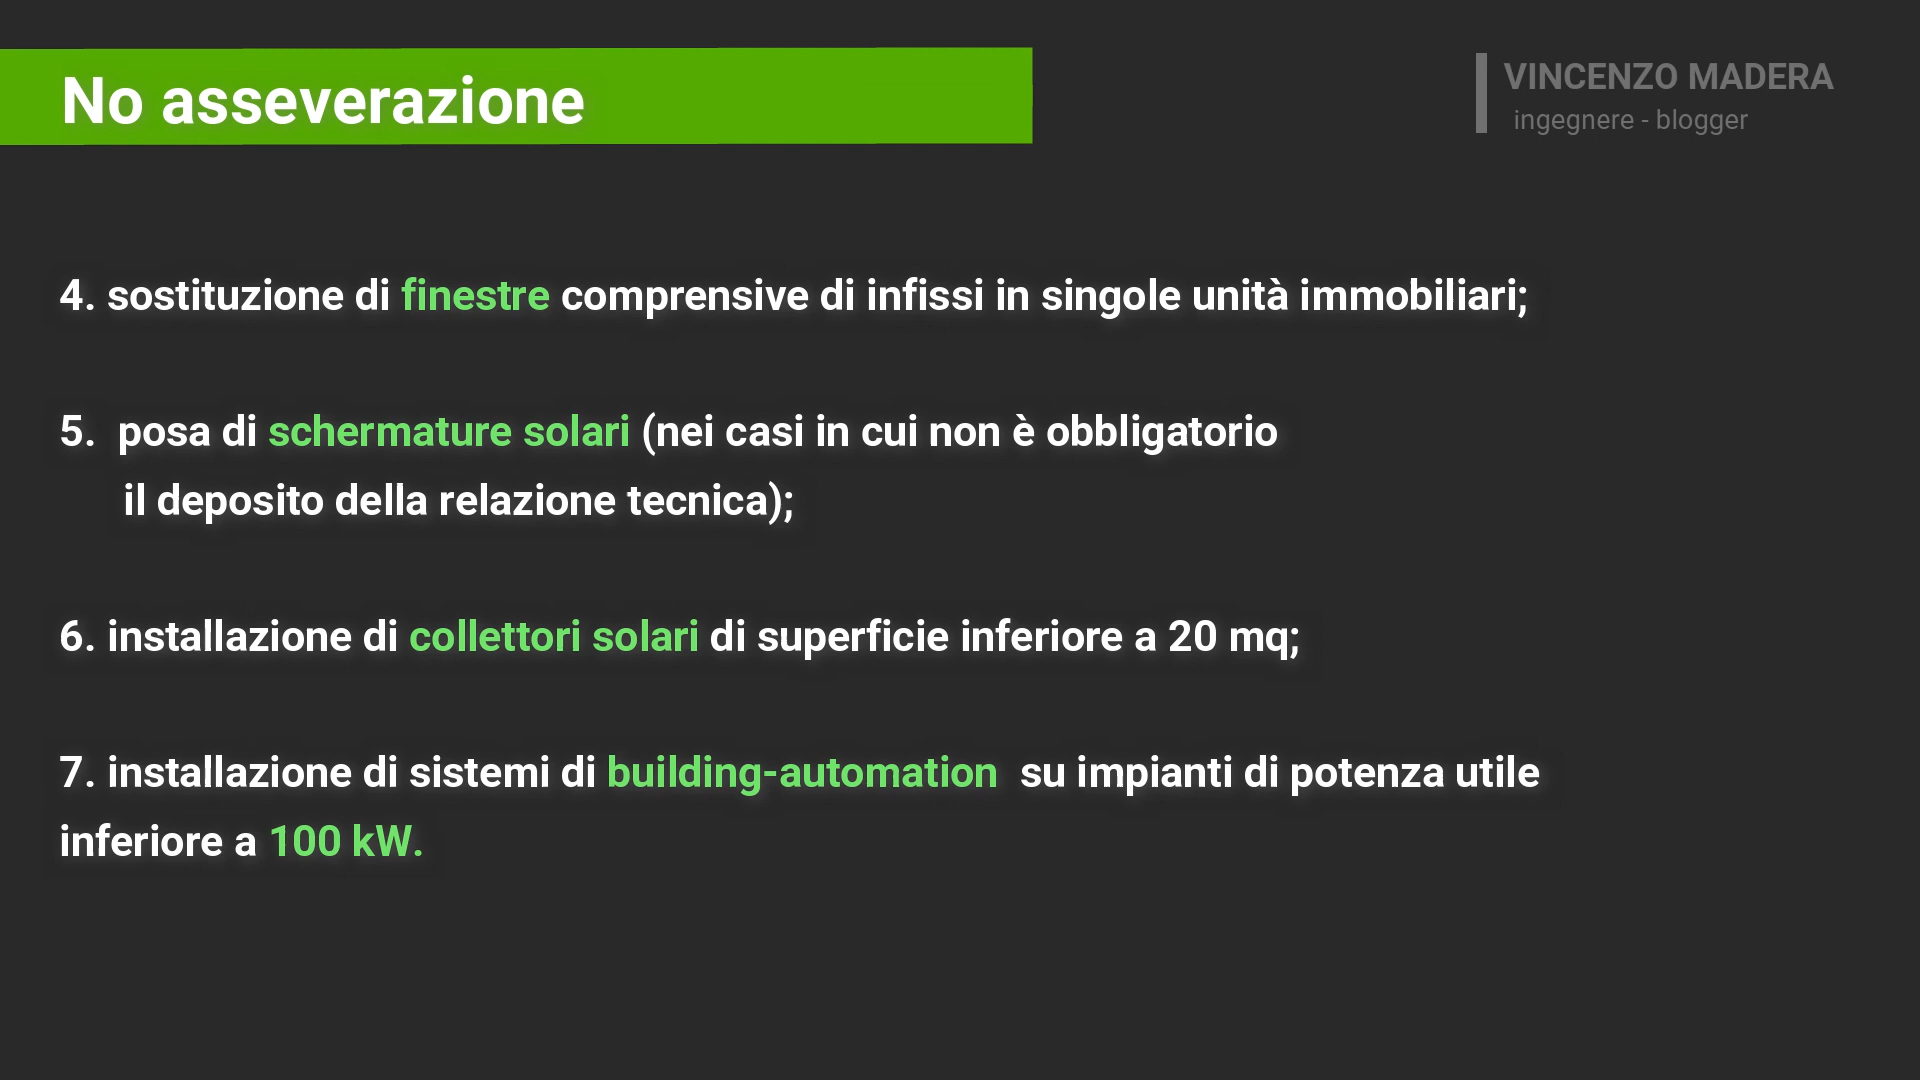 No asseverazione
VINCENZO MADERA
ingegnere - blogger
4. sostituzione di finestre comprensive di infissi in singole unità immobiliari;
5. posa di schermature solari (nei casi in cui non è obbligatorio
il deposito della relazione tecnica);
6. installazione di collettori solari di superficie inferiore a 20 mq;
7. installazione di sistemi di building-automation su impianti di potenza utile
inferiore a 100 kW.